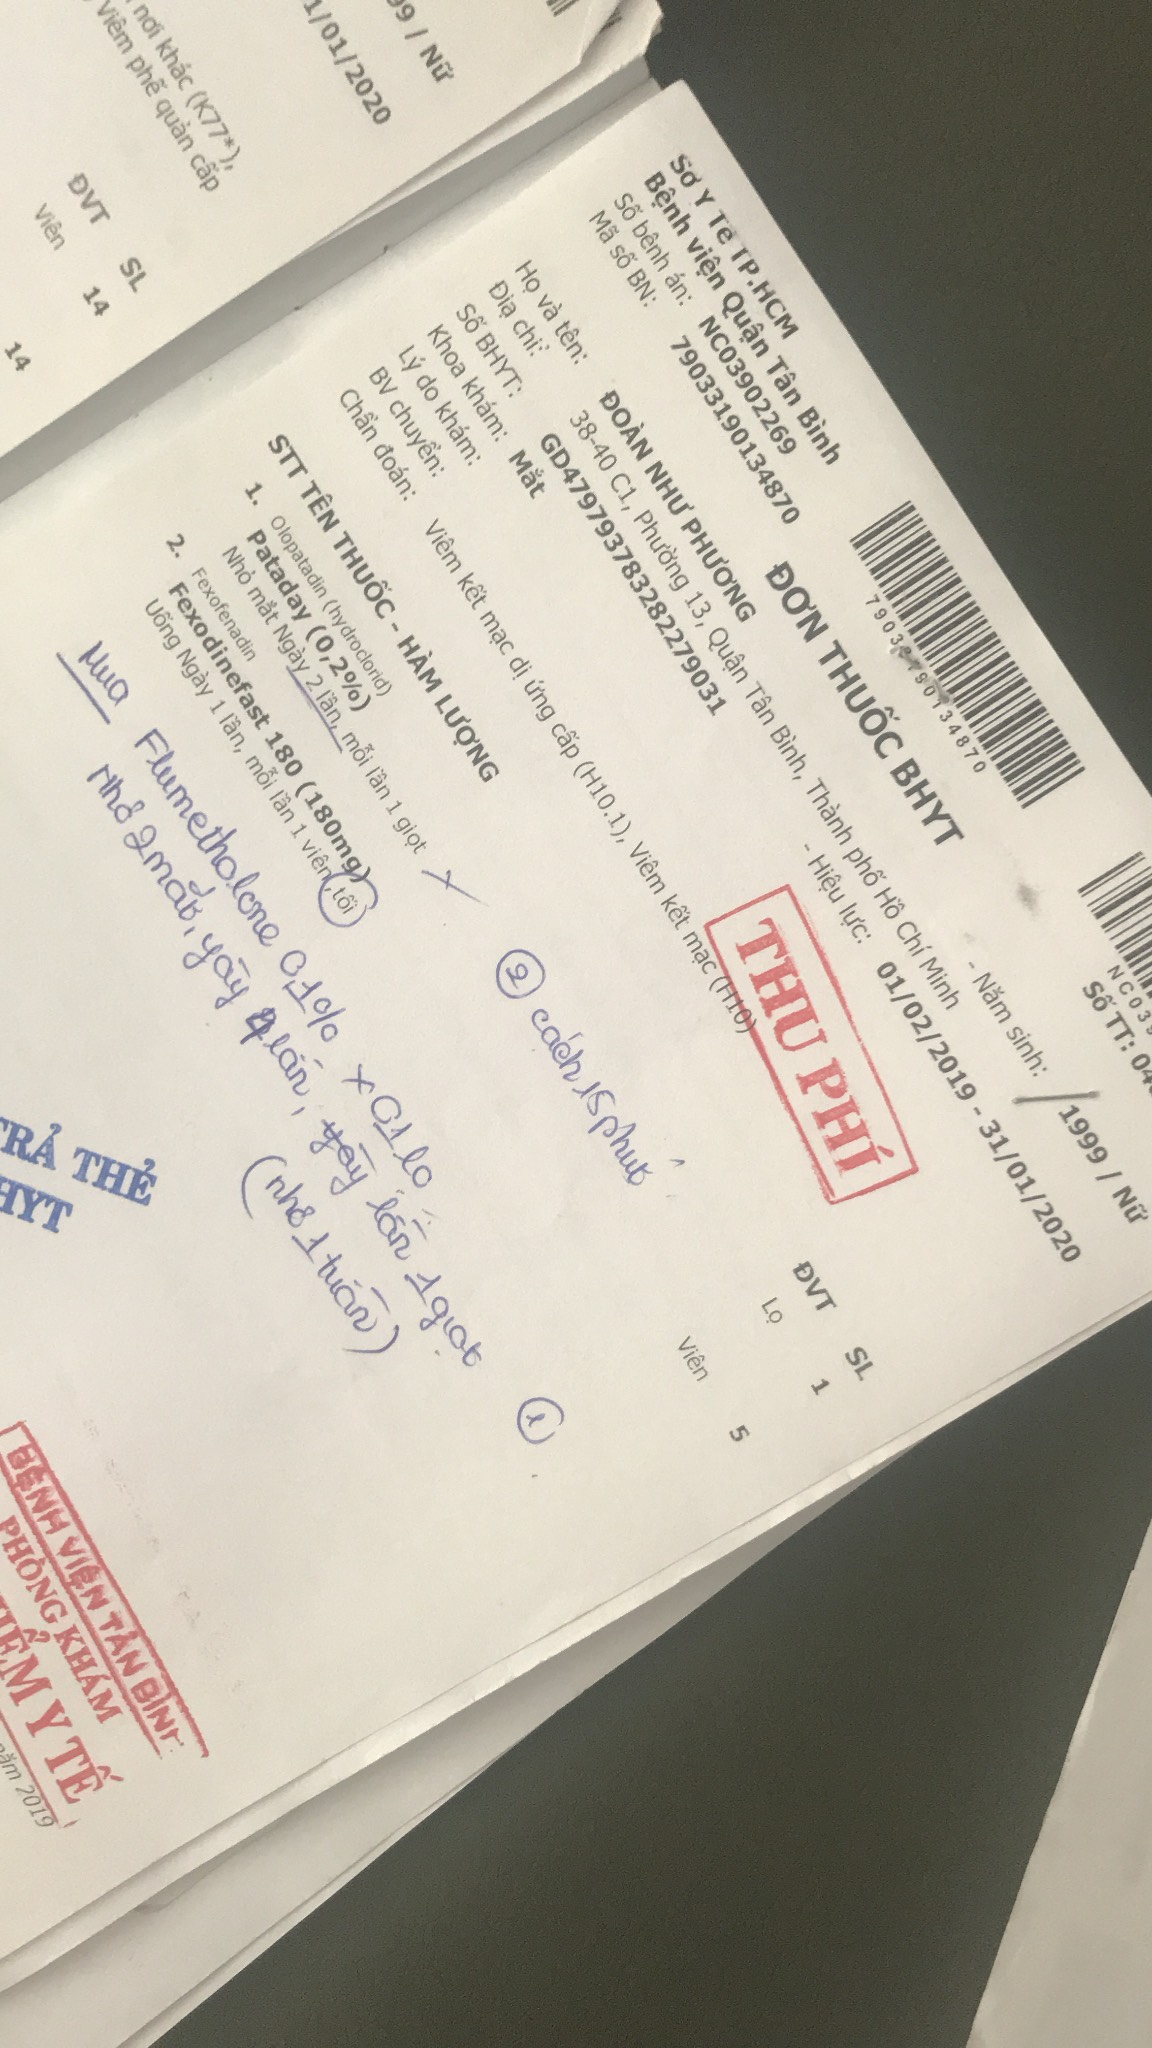 99 / Nữ
1/01/2020
nơi khác (K77*),
Viêm phế quản cấp
ĐVT SL
Viên 14
14
Sở Y Tế TP.HCM
Bệnh viện Quận Tân Bình
Số bệnh án: NC03902269
Mã số BN: 79033190134870
NC039
Số TT: 04
ĐƠN THUỐC BHYT
Họ và tên: ĐOÀN NHƯ PHƯƠNG - Năm sinh: / 1999 / Nữ
Địa chỉ: 38-40 C1, Phường 13, Quận Tân Bình, Thành phố Hồ Chí Minh
Số BHYT: GD479793783282279031 - Hiệu lực: 01/02/2019 - 31/01/2020
Khoa khám: Mắt
Lý do khám:
BV chuyển:
Chẩn đoán: Viêm kết mạc dị ứng cấp (H10.1), Viêm kết mạc (H10)
THU PHÍ
STT TÊN THUỐC - HÀM LƯỢNG ĐVT SL
1. Olopatadin (hydroclorid)
Pataday (0,2%) Lọ 1
Nhỏ mắt Ngày 2 lần, mỗi lần 1 giọt
② cách 15 phút
2. Fexofenadin
Fexodinefast 180 (180mg) Viên 5
Uống Ngày 1 lần, mỗi lần 1 viên, tối
Mua Flumetholone 0,1% x 01 lọ
Nhỏ 2 mắt, ngày 4 lần, lần 1 giọt ①
(nhỏ 1 tuần)
TRẢ THẺ
HYT
BỆNH VIỆN TÂN BÌN
PHÒNG KHÁM
IỂM Y TẾ
năm 2019